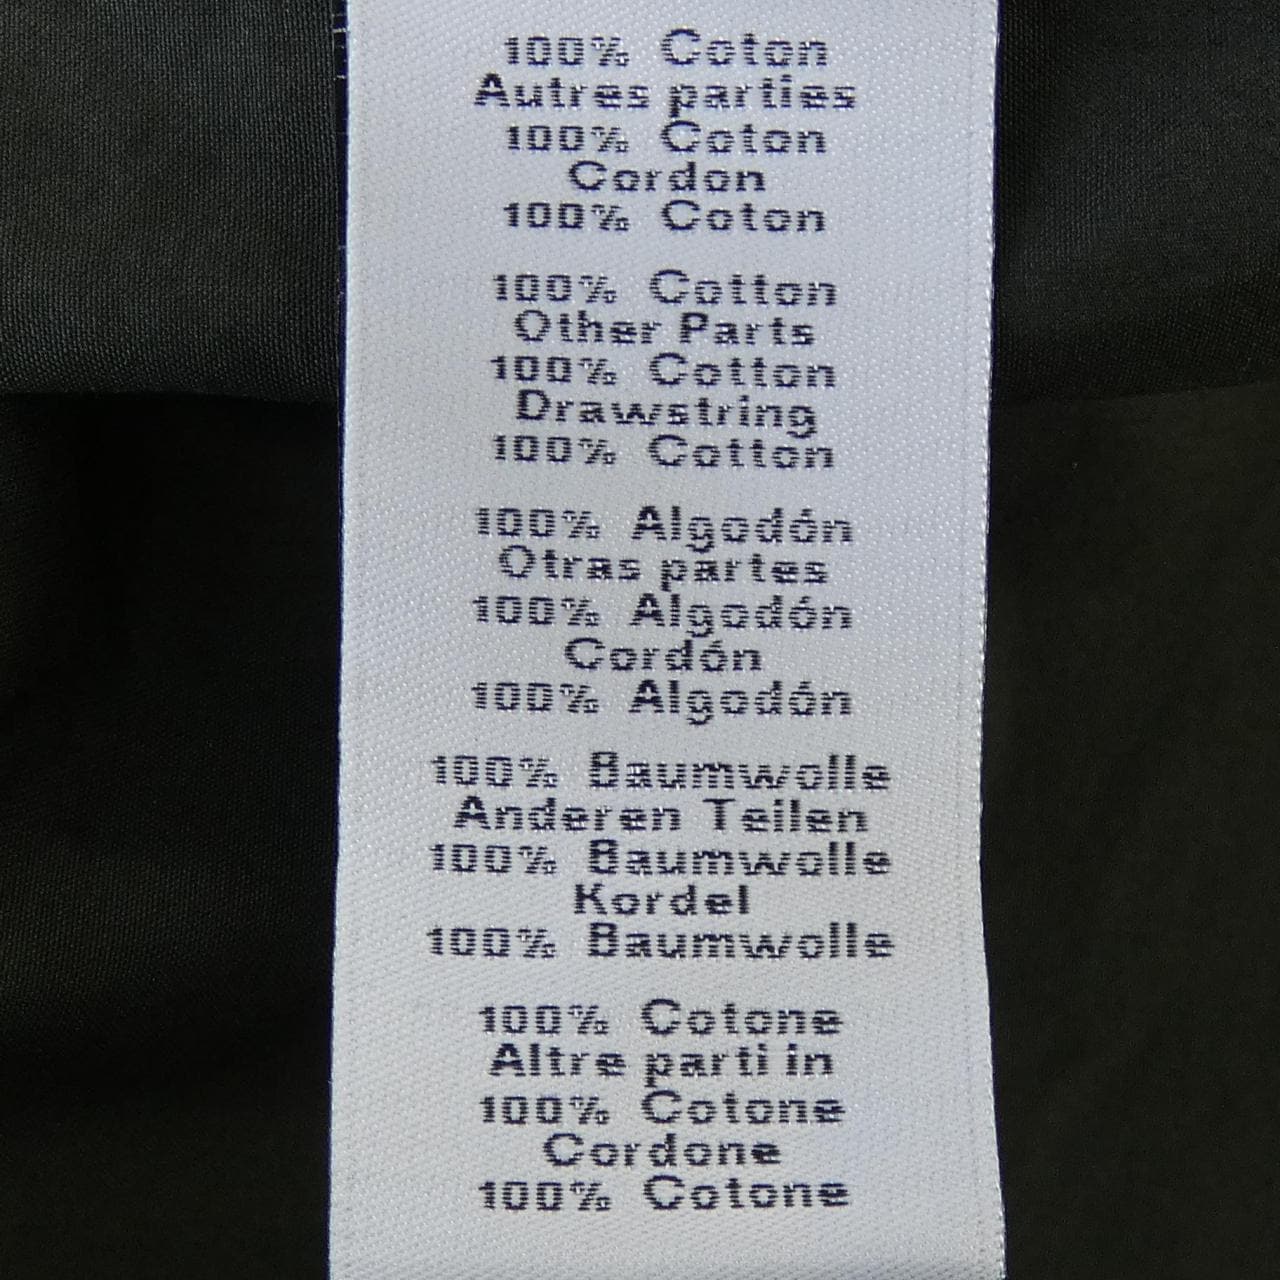 100% Coton
Autres parties
100% Coton
Cordon
100% Coton
100% Cotton
Other Parts
100% Cotton
Drawstring
100% Cotton
100% Algodón
Otras partes
100% Algodón
Cordón
100% Algodón
100% Baumwolle
Anderen Teilen
100% Baumwolle
Kordel
100% Baumwolle
100% Cotone
Altre parti in
100% Cotone
Cordone
100% Cotone